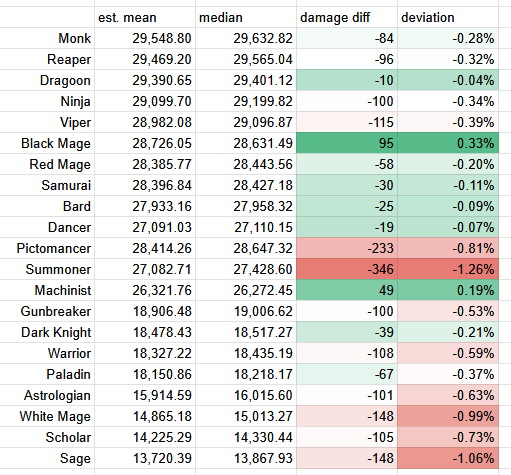 est. mean median damage diff deviation
Monk 29,548.80 29,632.82 -84 -0.28%
Reaper 29,469.20 29,565.04 -96 -0.32%
Dragoon 29,390.65 29,401.12 -10 -0.04%
Ninja 29,099.70 29,199.82 -100 -0.34%
Viper 28,982.08 29,096.87 -115 -0.39%
Black Mage 28,726.05 28,631.49 95 0.33%
Red Mage 28,385.77 28,443.56 -58 -0.20%
Samurai 28,396.84 28,427.18 -30 -0.11%
Bard 27,933.16 27,958.32 -25 -0.09%
Dancer 27,091.03 27,110.15 -19 -0.07%
Pictomancer 28,414.26 28,647.32 -233 -0.81%
Summoner 27,082.71 27,428.60 -346 -1.26%
Machinist 26,321.76 26,272.45 49 0.19%
Gunbreaker 18,906.48 19,006.62 -100 -0.53%
Dark Knight 18,478.43 18,517.27 -39 -0.21%
Warrior 18,327.22 18,435.19 -108 -0.59%
Paladin 18,150.86 18,218.17 -67 -0.37%
Astrologian 15,914.59 16,015.60 -101 -0.63%
White Mage 14,865.18 15,013.27 -148 -0.99%
Scholar 14,225.29 14,330.44 -105 -0.73%
Sage 13,720.39 13,867.93 -148 -1.06%